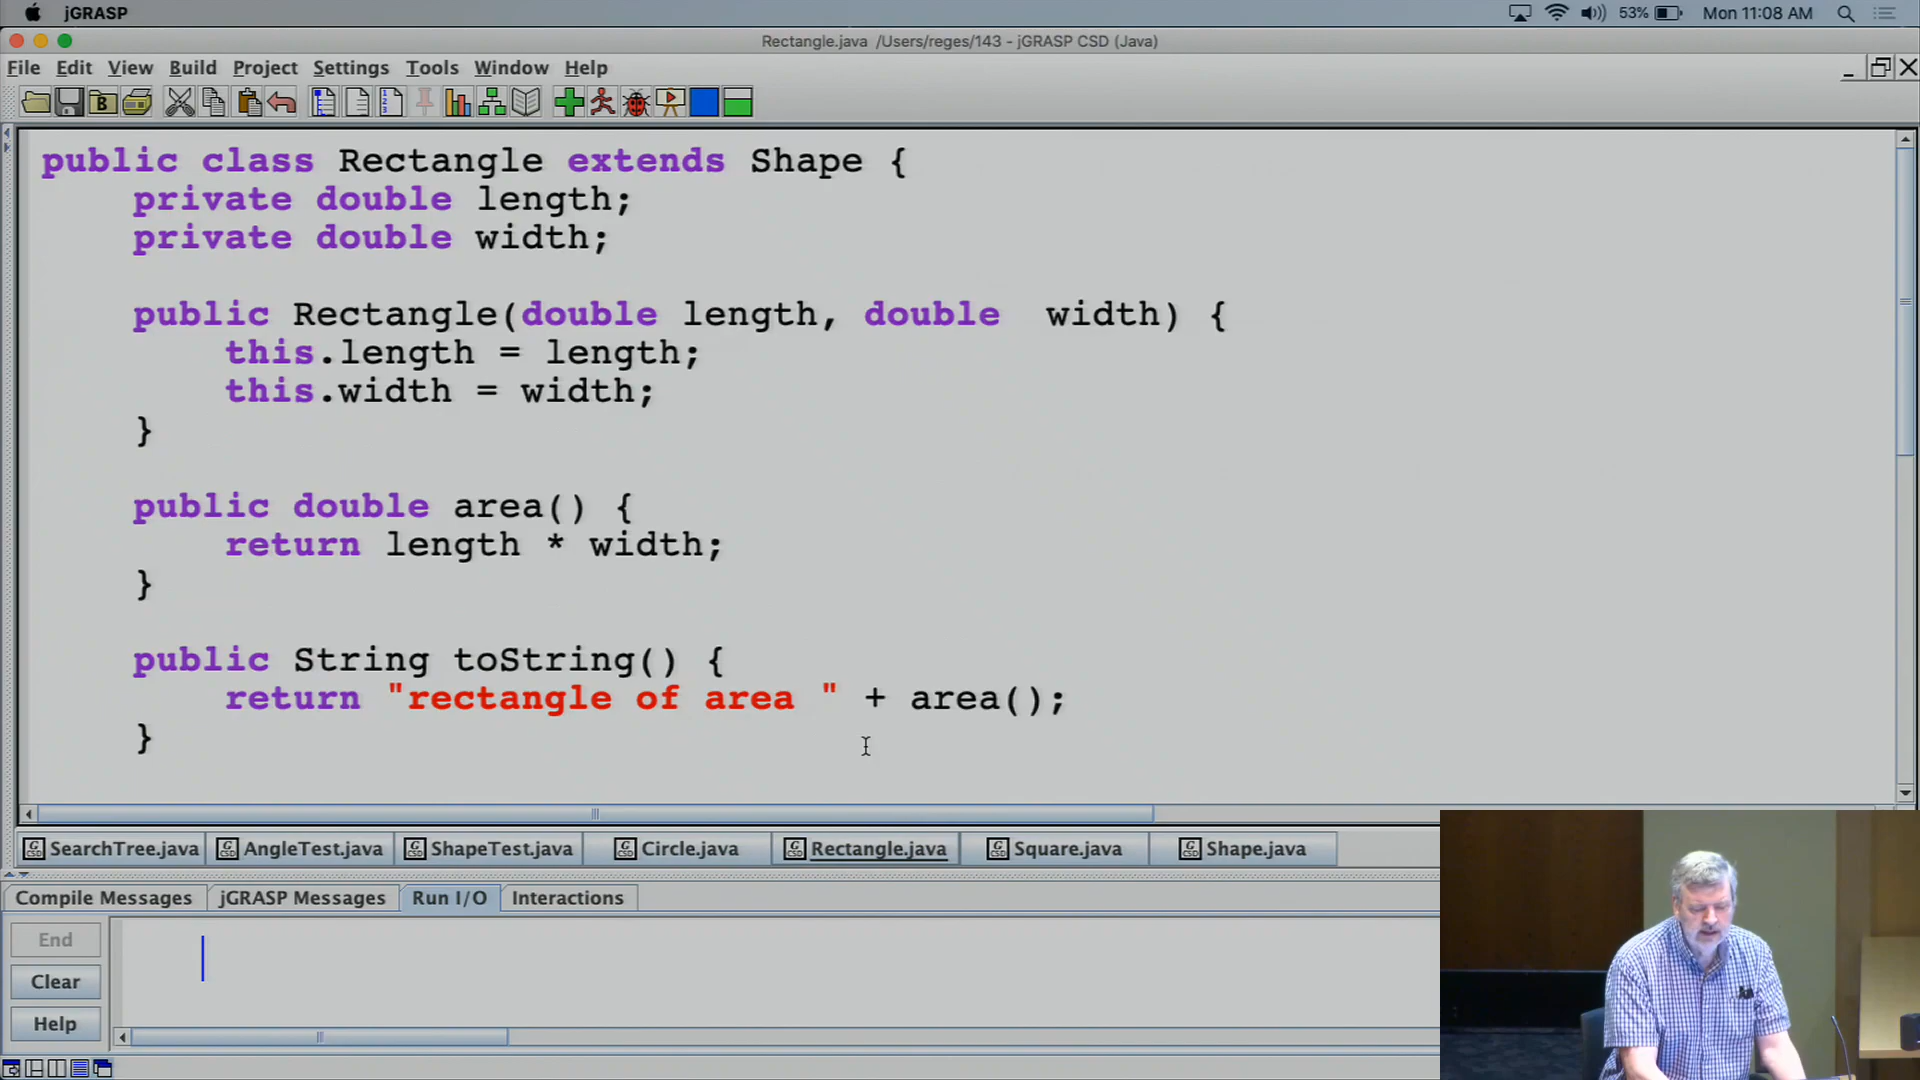 jGRASP
53%
Mon 11:08 AM
Rectangle.java /Users/reges/143 - jGRASP CSD (Java)
File Edit View Build Project Settings Tools Window Help
public class Rectangle extends Shape {
    private double length;
    private double width;
    public Rectangle(double length, double  width) {
        this.length = length;
        this.width = width;
    }
    public double area() {
        return length * width;
    }
    public String toString() {
        return "rectangle of area " + area();
    }
SearchTree.java AngleTest.java ShapeTest.java Circle.java Rectangle.java Square.java Shape.java
Compile Messages jGRASP Messages Run I/O Interactions
End
Clear
Help